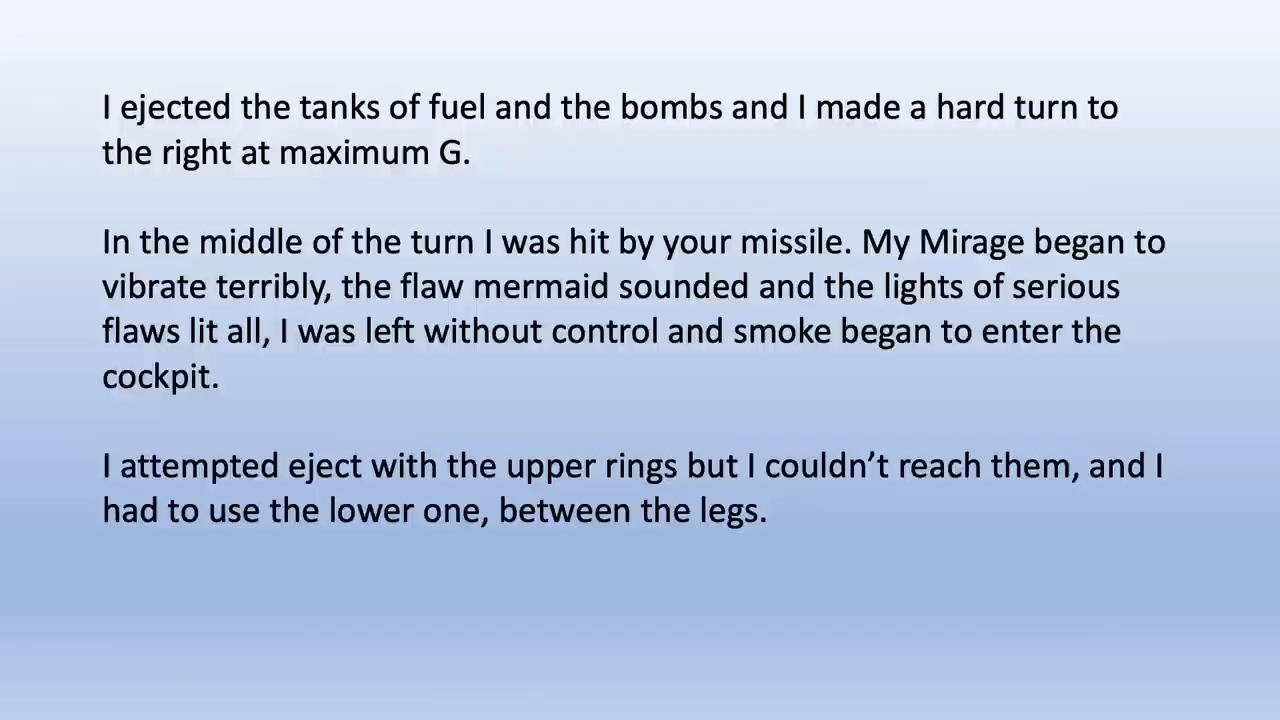 I ejected the tanks of fuel and the bombs and I made a hard turn to
the right at maximum G.
In the middle of the turn I was hit by your missile. My Mirage began to
vibrate terribly, the flaw mermaid sounded and the lights of serious
flaws lit all, I was left without control and smoke began to enter the
cockpit.
I attempted eject with the upper rings but I couldn’t reach them, and I
had to use the lower one, between the legs.